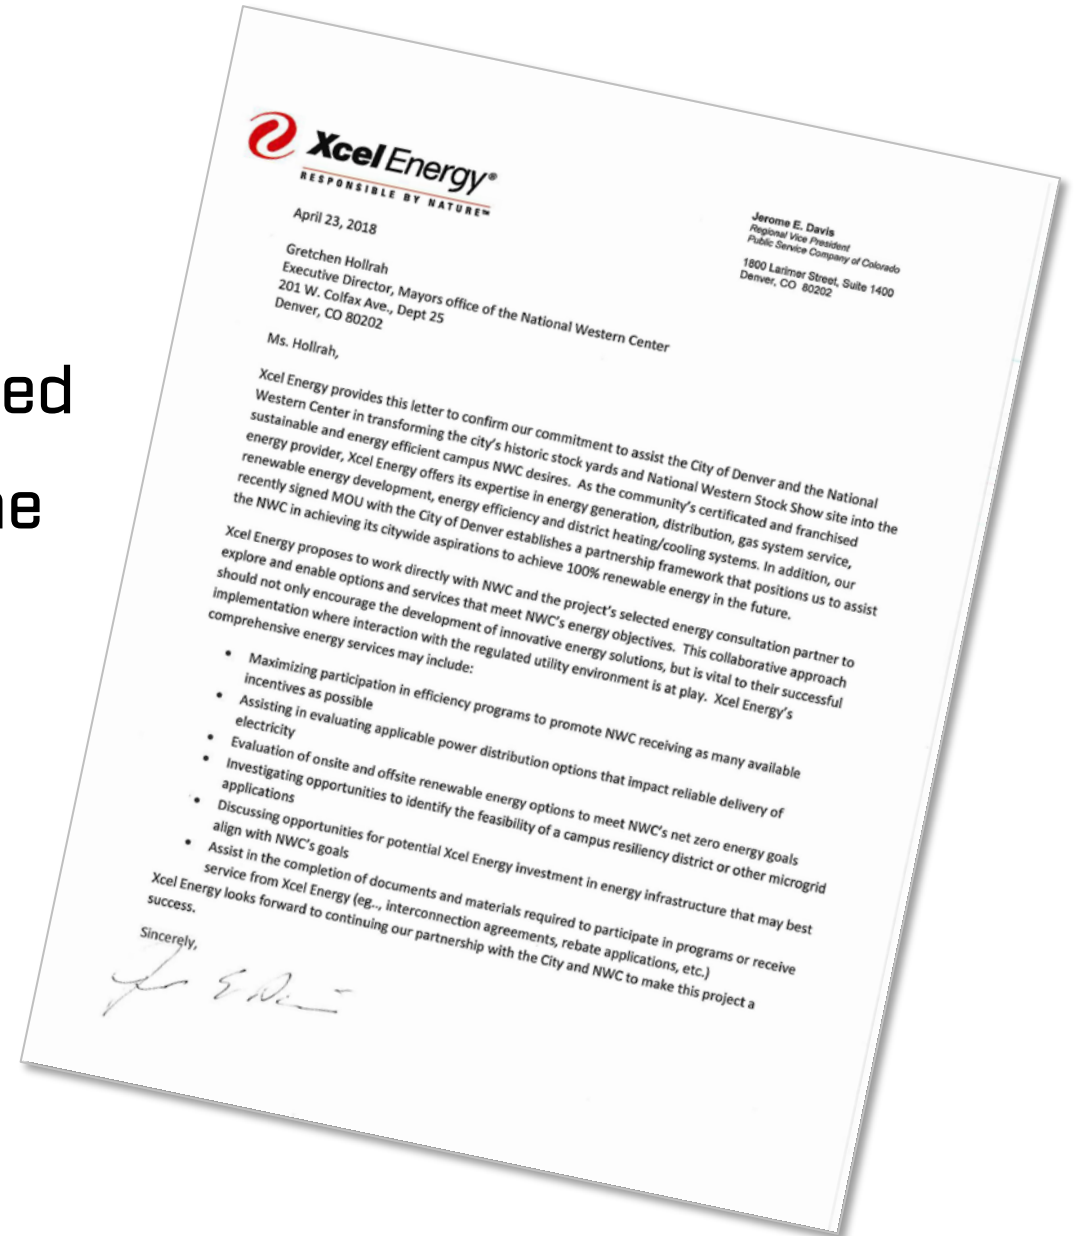 ed
ne
Xcel Energy®
RESPONSIBLE BY NATURE™
Jerome E. Davis
Regional Vice President
Public Service Company of Colorado
1800 Larimer Street, Suite 1400
Denver, CO 80202
April 23, 2018
Gretchen Hollrah
Executive Director, Mayors office of the National Western Center
201 W. Colfax Ave., Dept 25
Denver, CO 80202
Ms. Hollrah,
Xcel Energy provides this letter to confirm our commitment to assist the City of Denver and the National
Western Center in transforming the city's historic stock yards and National Western Stock Show site into the
sustainable and energy efficient campus NWC desires. As the community's certificated and franchised
energy provider, Xcel Energy offers its expertise in energy generation, distribution, gas system service,
renewable energy development, energy efficiency and district heating/cooling systems. In addition, our
recently signed MOU with the City of Denver establishes a partnership framework that positions us to assist
the NWC in achieving its citywide aspirations to achieve 100% renewable energy in the future.
Xcel Energy proposes to work directly with NWC and the project's selected energy consultation partner to
explore and enable options and services that meet NWC's energy objectives. This collaborative approach
should not only encourage the development of innovative energy solutions, but is vital to their successful
implementation where interaction with the regulated utility environment is at play. Xcel Energy's
comprehensive energy services may include:
• Maximizing participation in efficiency programs to promote NWC receiving as many available
incentives as possible
• Assisting in evaluating applicable power distribution options that impact reliable delivery of
electricity
• Evaluation of onsite and offsite renewable energy options to meet NWC's net zero energy goals
• Investigating opportunities to identify the feasibility of a campus resiliency district or other microgrid
applications
• Discussing opportunities for potential Xcel Energy investment in energy infrastructure that may best
align with NWC's goals
• Assist in the completion of documents and materials required to participate in programs or receive
service from Xcel Energy (eg.., interconnection agreements, rebate applications, etc.)
Xcel Energy looks forward to continuing our partnership with the City and NWC to make this project a
success.
Sincerely,